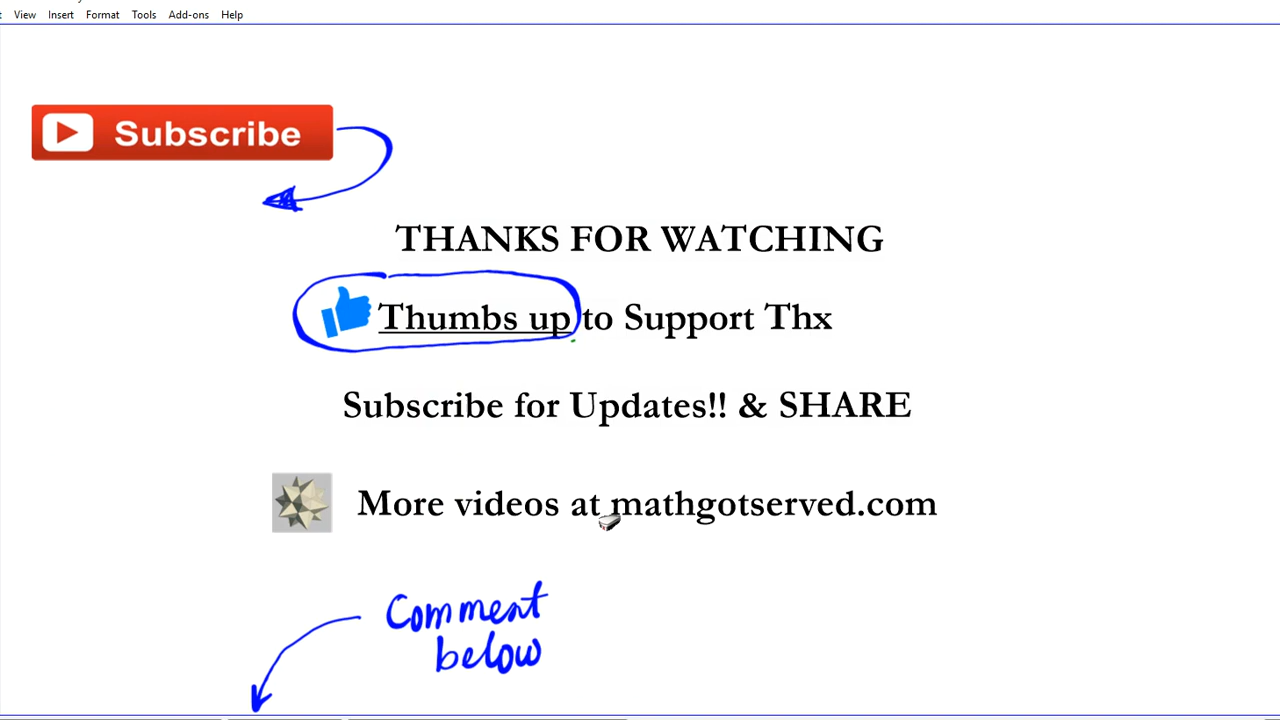 View Insert Format Tools Add-ons Help
Subscribe
THANKS FOR WATCHING
Thumbs up to Support Thx
Subscribe for Updates!! & SHARE
More videos at mathgotserved.com
Comment
below